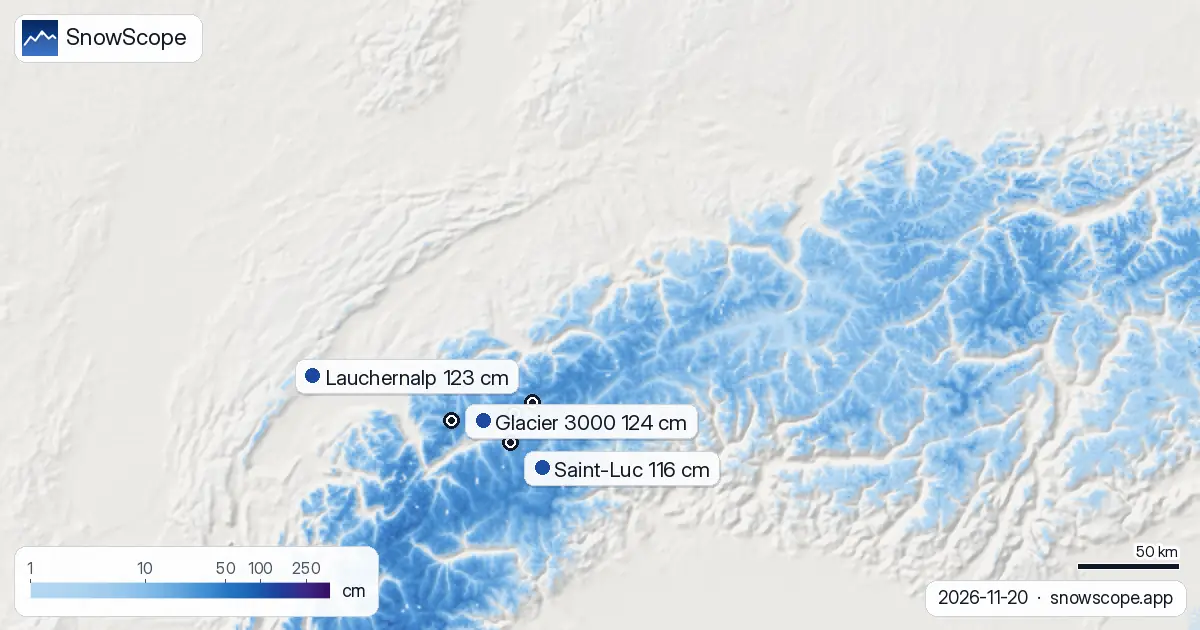 SnowScope
Lauchernalp 123 cm
Glacier 3000 124 cm
Saint-Luc 116 cm
1 10 50 100 250
cm
50 km
2026-11-20 · snowscope.app